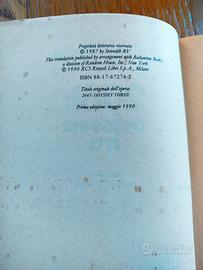 Proprietà letteraria riservata
© 1987 by Serendib BV
This translation published by arrangement with Ballantine Books,
a division of Random House, Inc., New York
© 1990 RCS Rizzoli Libri S.p.A., Milano
ISBN 88-17-67274-2
Titolo originale dell'opera:
2061: ODYSSEY THREE
Prima edizione: maggio 1990
subito